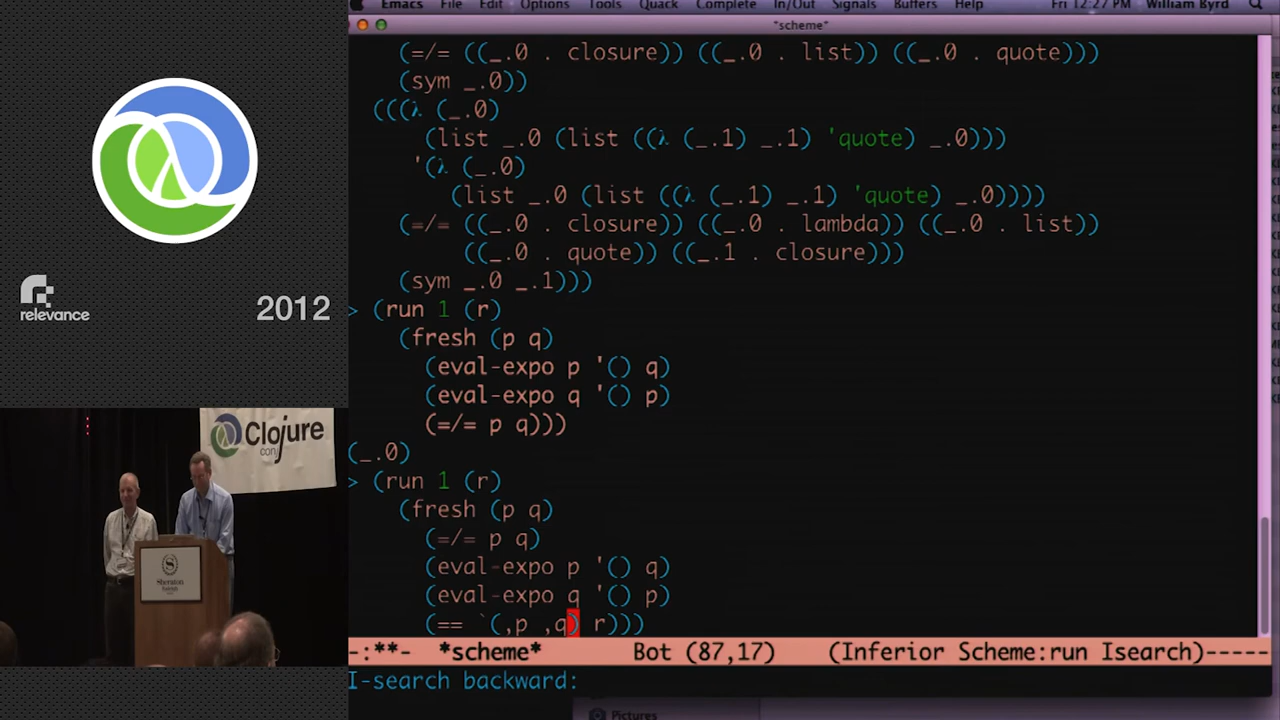 Emacs File Edit Options Tools Quack Complete In/Out Signals Buffers Help Fri 12:27 PM William Byrd
*scheme*
(=/= ((_.0 . closure)) ((_.0 . list)) ((_.0 . quote)))
(sym _.0))
(((λ (_.0)
(list _.0 (list ((λ (_.1) _.1) 'quote) _.0)))
'(λ (_.0)
(list _.0 (list ((λ (_.1) _.1) 'quote) _.0))))
(=/= ((_.0 . closure)) ((_.0 . lambda)) ((_.0 . list))
((_.0 . quote)) ((_.1 . closure)))
(sym _.0 _.1)))
> (run 1 (r)
(fresh (p q)
(eval-expo p '() q)
(eval-expo q '() p)
(=/= p q)))
(_.0)
> (run 1 (r)
(fresh (p q)
(=/= p q)
(eval-expo p '() q)
(eval-expo q '() p)
(== `(,p ,q) r)))
-:**- *scheme* Bot (87,17) (Inferior Scheme:run Isearch)-----
I-search backward:
Pictures
relevance
2012
Clojure
conj
Sheraton